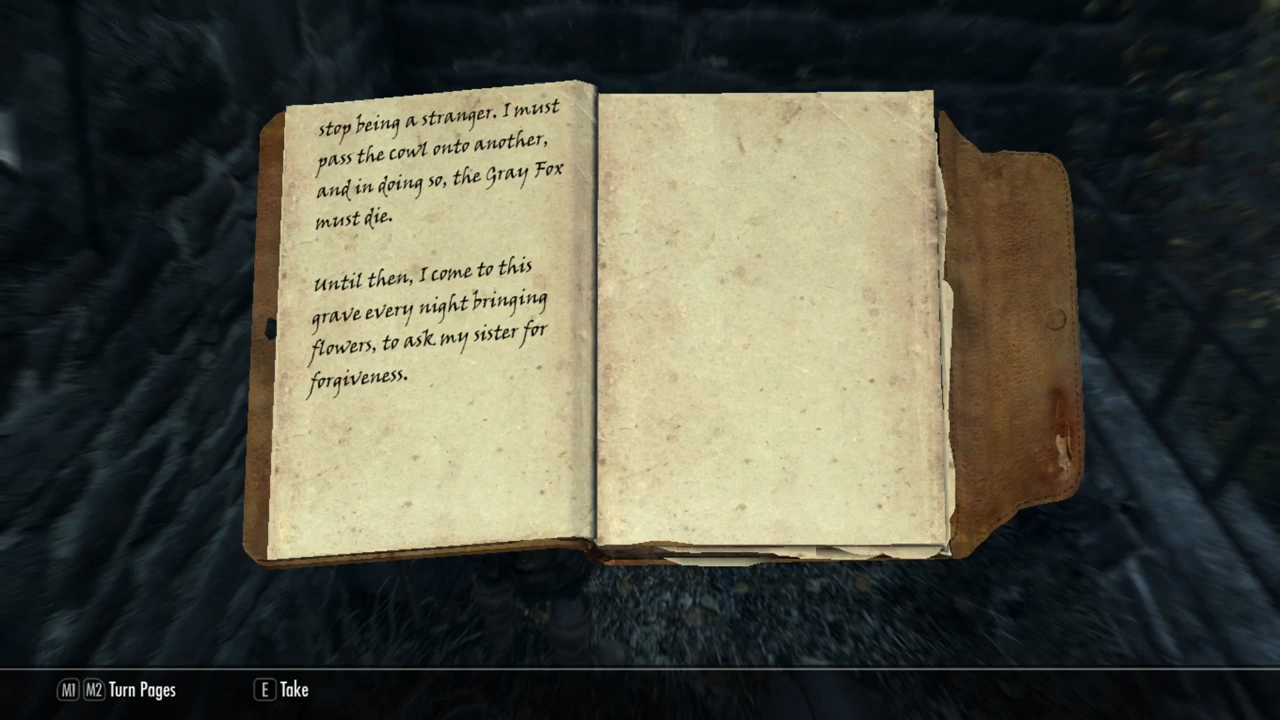 stop being a stranger. I must
pass the cowl onto another,
and in doing so, the Gray Fox
must die.
Until then, I come to this
grave every night bringing
flowers, to ask my sister for
forgiveness.
M1 M2 Turn Pages
E Take